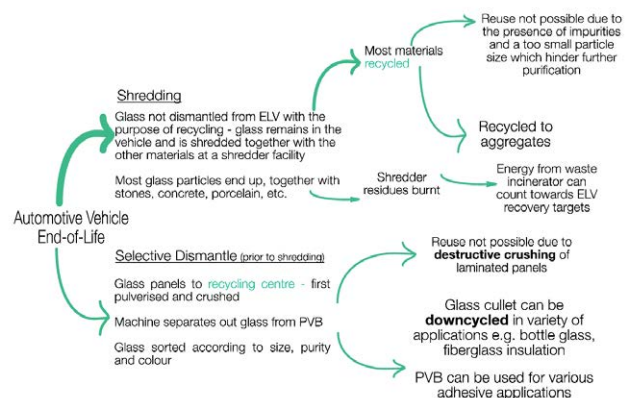 Automotive Vehicle
End-of-Life
Shredding
Glass not dismantled from ELV with the
purpose of recycling - glass remains in the
vehicle and is shredded together with the
other materials at a shredder facility
Most glass particles end up, together with
stones, concrete, porcelain, etc.
Most materials
recycled
Reuse not possible due to
the presence of impurities
and a too small particle
size which hinder further
purification
Recycled to
aggregates
Shredder
residues burnt
Energy from waste
incinerator can
count towards ELV
recovery targets
Selective Dismantle (prior to shredding)
Glass panels to recycling centre - first
pulverised and crushed
Machine separates out glass from PVB
Glass sorted according to size, purity
and colour
Reuse not possible due to
destructive crushing of
laminated panels
Glass cullet can be
downcycled in variety of
applications e.g. bottle glass,
fiberglass insulation
PVB can be used for various
adhesive applications